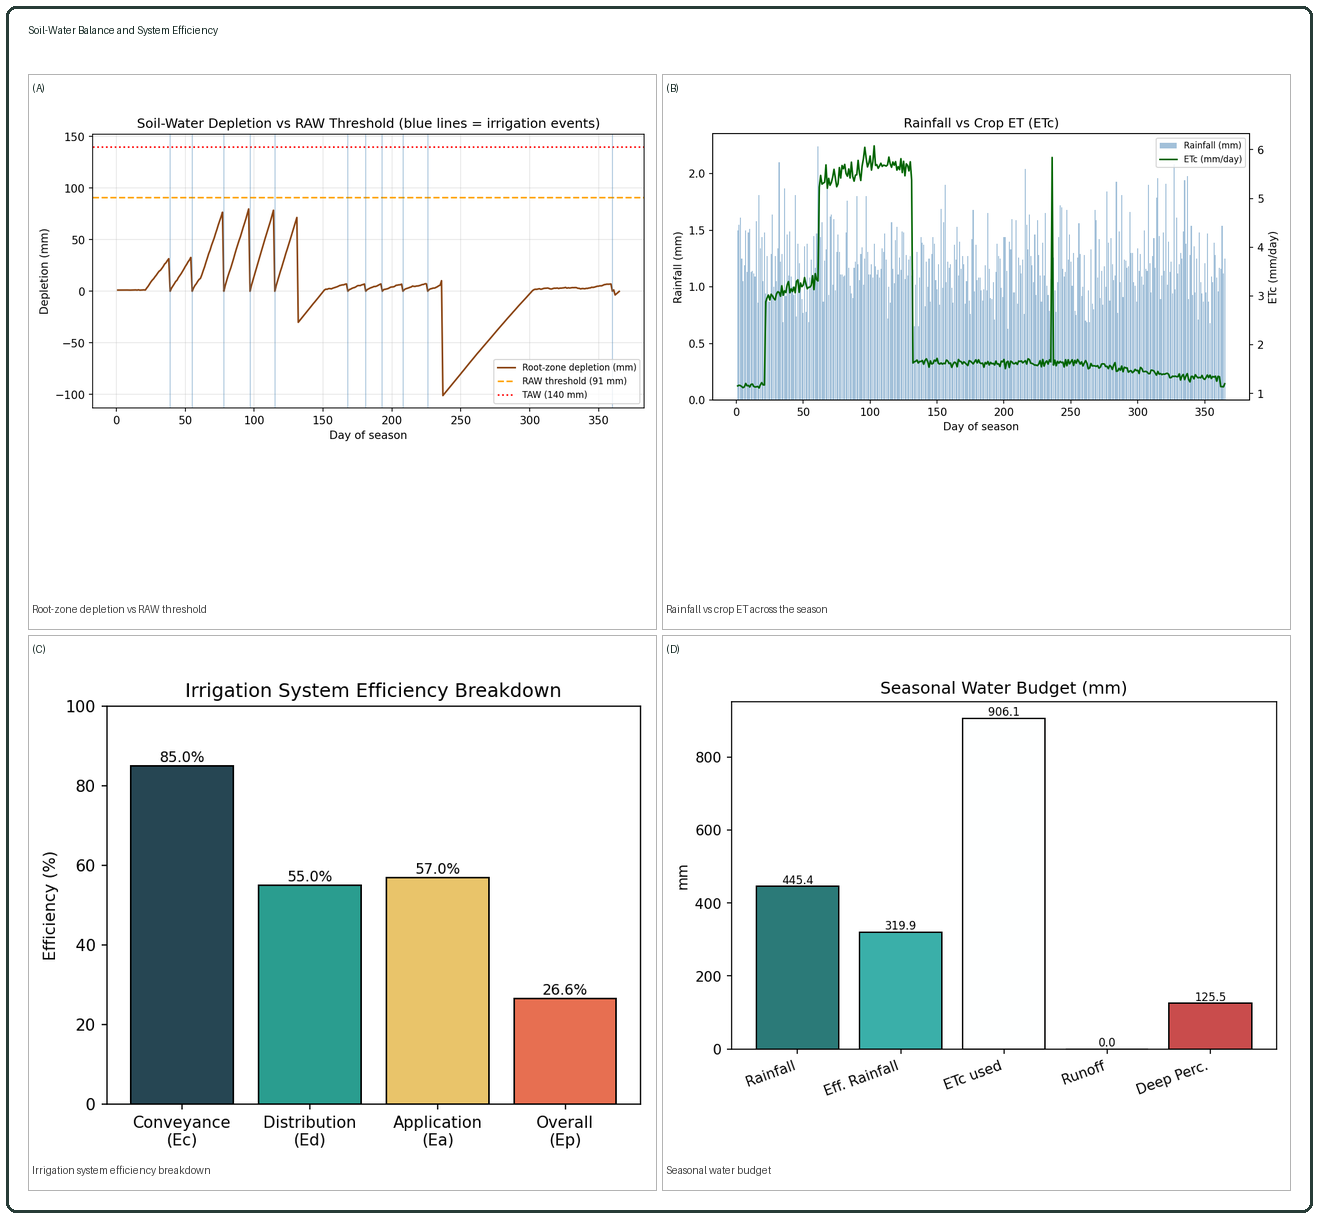 Soil-Water Balance and System Efficiency
(A)
Soil-Water Depletion vs RAW Threshold (blue lines = irrigation events)
150
100
50
0
−50
−100
Depletion (mm)
0 50 100 150 200 250 300 350
Day of season
Root-zone depletion (mm)
RAW threshold (91 mm)
TAW (140 mm)
Root-zone depletion vs RAW threshold
(B)
Rainfall vs Crop ET (ETc)
2.0
1.5
1.0
0.5
0.0
Rainfall (mm)
6
5
4
3
2
1
ETc (mm/day)
Rainfall (mm)
ETc (mm/day)
0 50 100 150 200 250 300 350
Day of season
Rainfall vs crop ET across the season
(C)
Irrigation System Efficiency Breakdown
100
80
60
40
20
0
Efficiency (%)
85.0%
55.0%
57.0%
26.6%
Conveyance
(Ec)
Distribution
(Ed)
Application
(Ea)
Overall
(Ep)
Irrigation system efficiency breakdown
(D)
Seasonal Water Budget (mm)
800
600
400
200
0
mm
445.4
319.9
906.1
0.0
125.5
Rainfall
Eff. Rainfall
ETc used
Runoff
Deep Perc.
Seasonal water budget